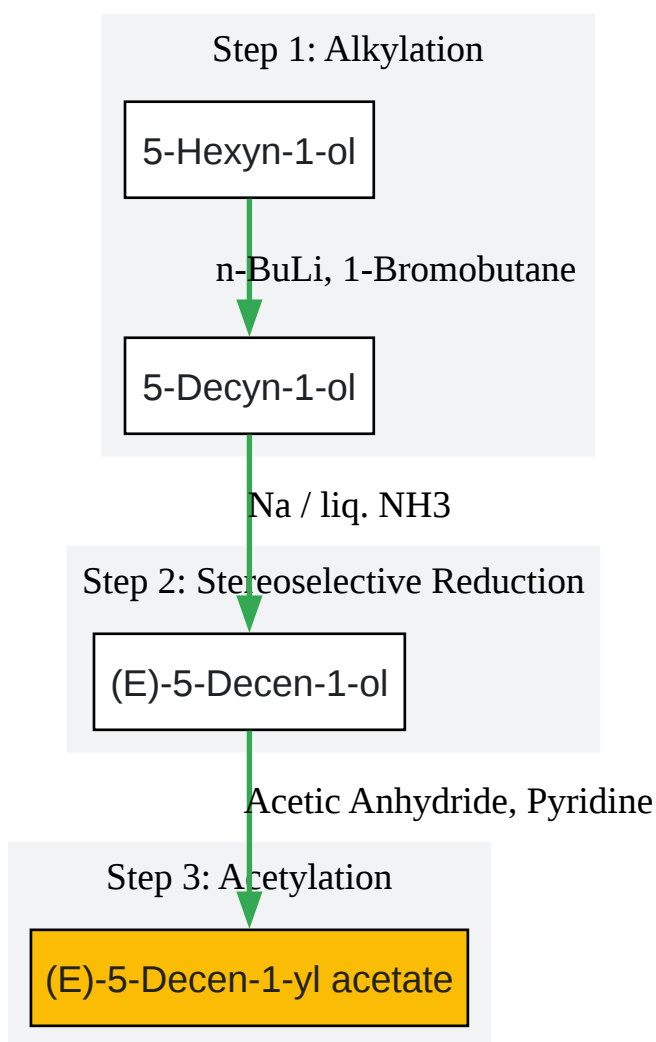 Step 1: Alkylation
5-Hexyn-1-ol
n-BuLi, 1-Bromobutane
5-Decyn-1-ol
Na / liq. NH3
Step 2: Stereoselective Reduction
(E)-5-Decen-1-ol
Acetic Anhydride, Pyridine
Step 3: Acetylation
(E)-5-Decen-1-yl acetate